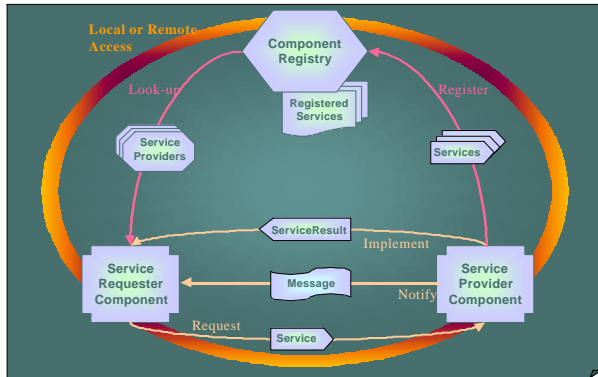 Local or Remote
Access
Component
Registry
Look-up
Register
Registered
Services
Service
Providers
Services
ServiceResult
Implement
Service
Requester
Component
Message
Notify
Service
Provider
Component
Request
Service